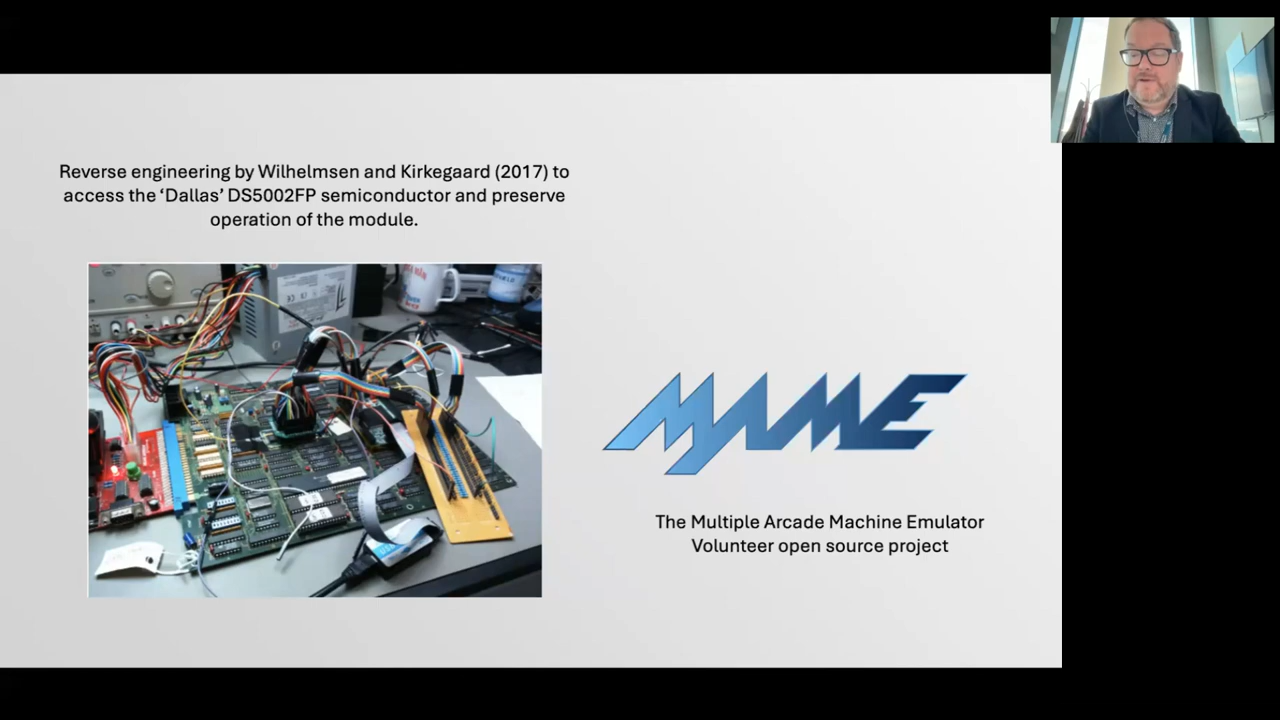 Reverse engineering by Wilhelmsen and Kirkegaard (2017) to
access the ‘Dallas’ DS5002FP semiconductor and preserve
operation of the module.
MAME
The Multiple Arcade Machine Emulator
Volunteer open source project